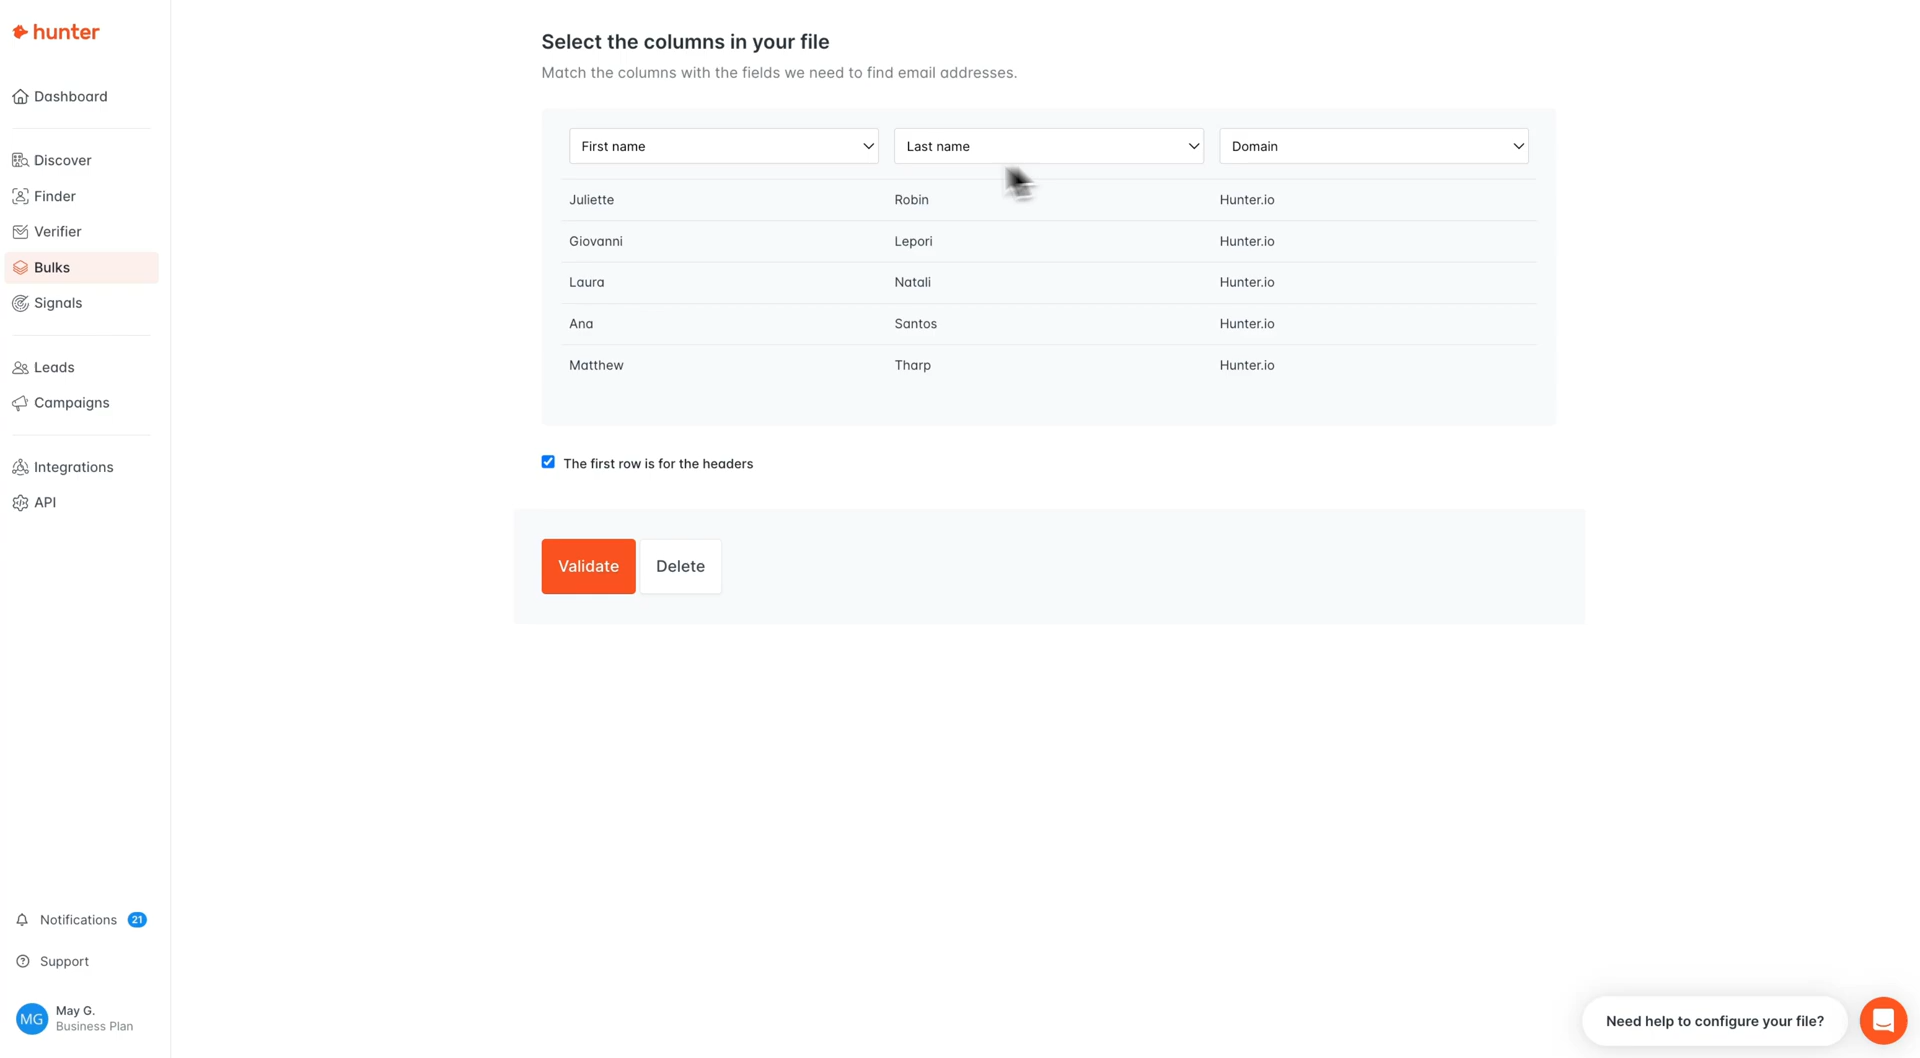 hunter
Dashboard
Discover
Finder
Verifier
Bulks
Signals
Leads
Campaigns
Integrations
API
Notifications 21
Support
MG
May G.
Business Plan
Select the columns in your file
Match the columns with the fields we need to find email addresses.
First name Last name Domain
Juliette Robin Hunter.io
Giovanni Lepori Hunter.io
Laura Natali Hunter.io
Ana Santos Hunter.io
Matthew Tharp Hunter.io
The first row is for the headers
Validate Delete
Need help to configure your file?